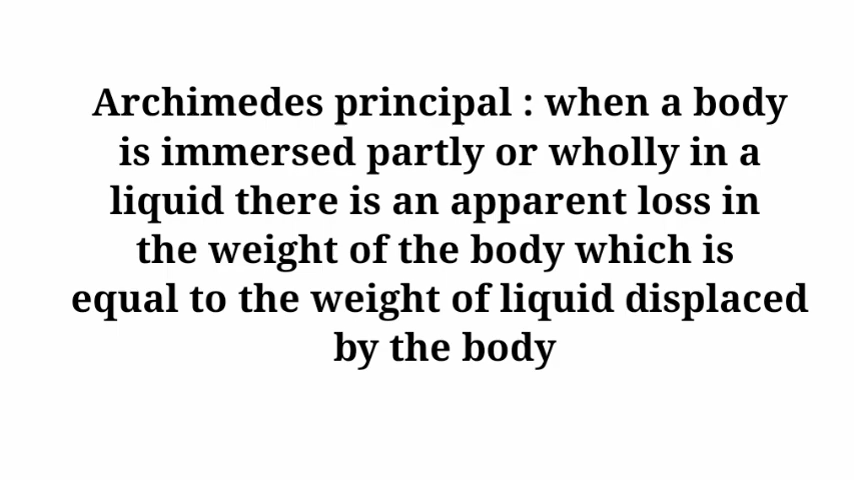 Archimedes principal : when a body
is immersed partly or wholly in a
liquid there is an apparent loss in
the weight of the body which is
equal to the weight of liquid displaced
by the body